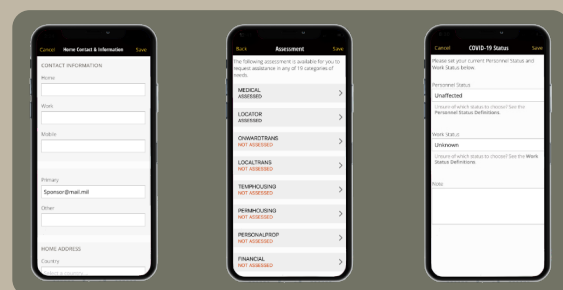 Cancel Home Contact & Information Save
CONTACT INFORMATION
Home
Work
Mobile
Primary
Sponsor@mail.mil
Other
HOME ADDRESS
Country
Back Assessment Save
The following assessment is available for you to
request assistance in any of 19 categories of
needs.
MEDICAL
ASSESSED
LOCATOR
ASSESSED
ONWARDTRANS
NOT ASSESSED
LOCALTRANS
NOT ASSESSED
TEMPHOUSING
NOT ASSESSED
PERMHOUSING
NOT ASSESSED
PERSONALPROP
NOT ASSESSED
FINANCIAL
NOT ASSESSED
Cancel COVID-19 Status Save
Please set your current Personnel Status and
Work Status below.
Personnel Status
Unaffected
Unsure of which status to choose? See the
Personnel Status Definitions.
Work Status
Unknown
Unsure of which status to choose? See the Work
Status Definitions.
Note